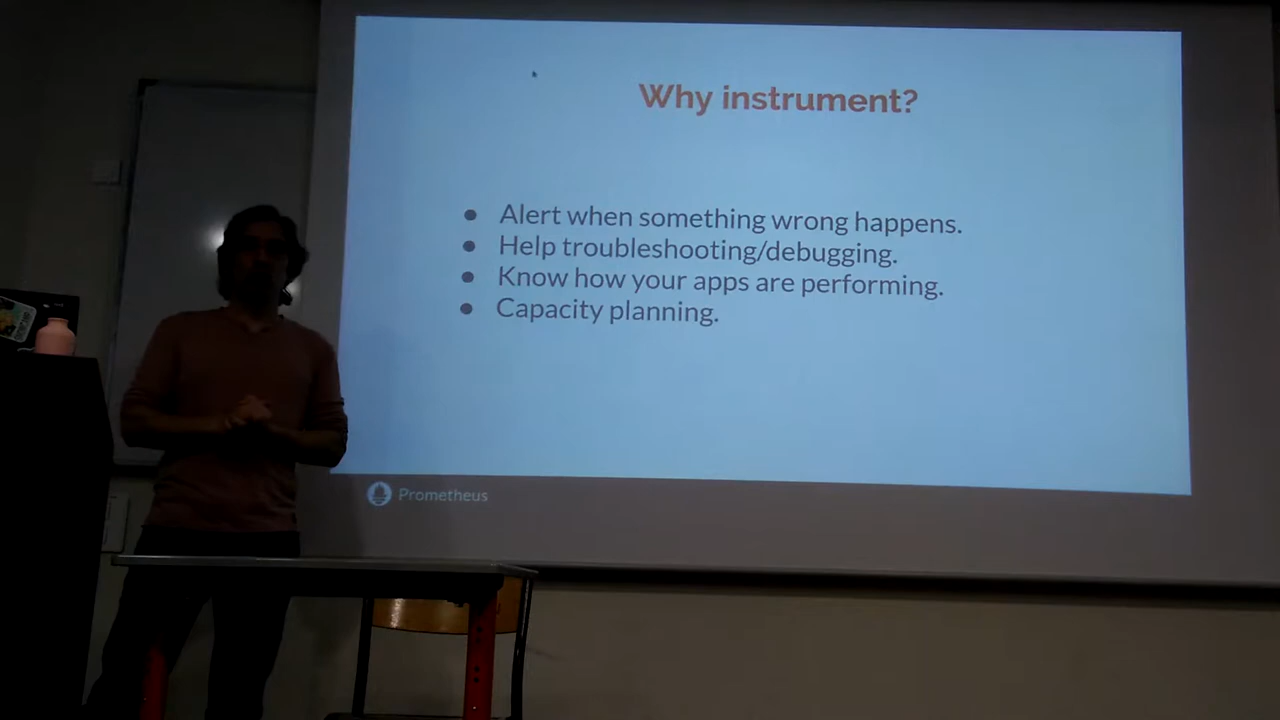 Why instrument?
● Alert when something wrong happens.
● Help troubleshooting/debugging.
● Know how your apps are performing.
● Capacity planning.
Prometheus